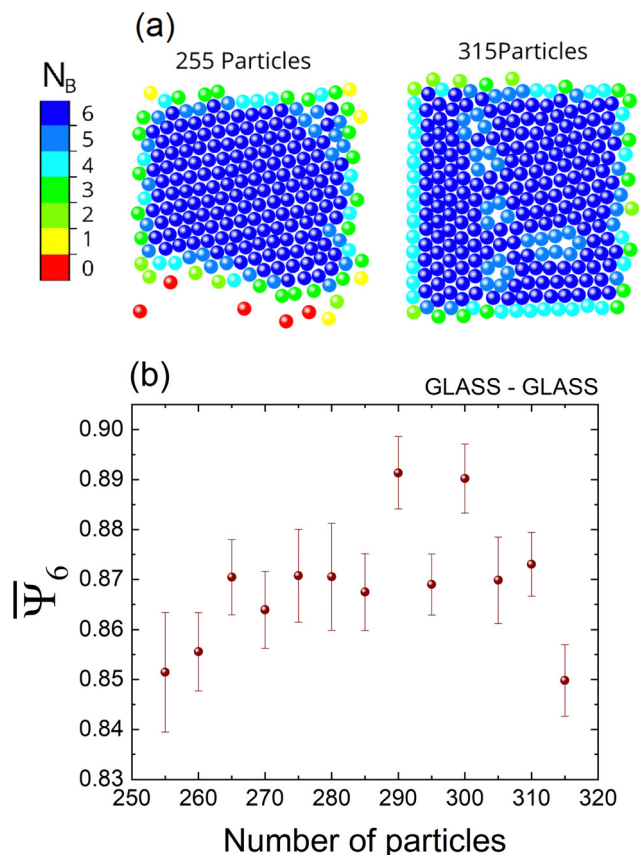 (a)
255 Particles
315Particles
N_B
6
5
4
3
2
1
0
(b)
GLASS - GLASS
0.90
0.89
0.88
0.87
0.86
0.85
0.84
0.83
Ψ̅_6
250 260 270 280 290 300 310 320
Number of particles